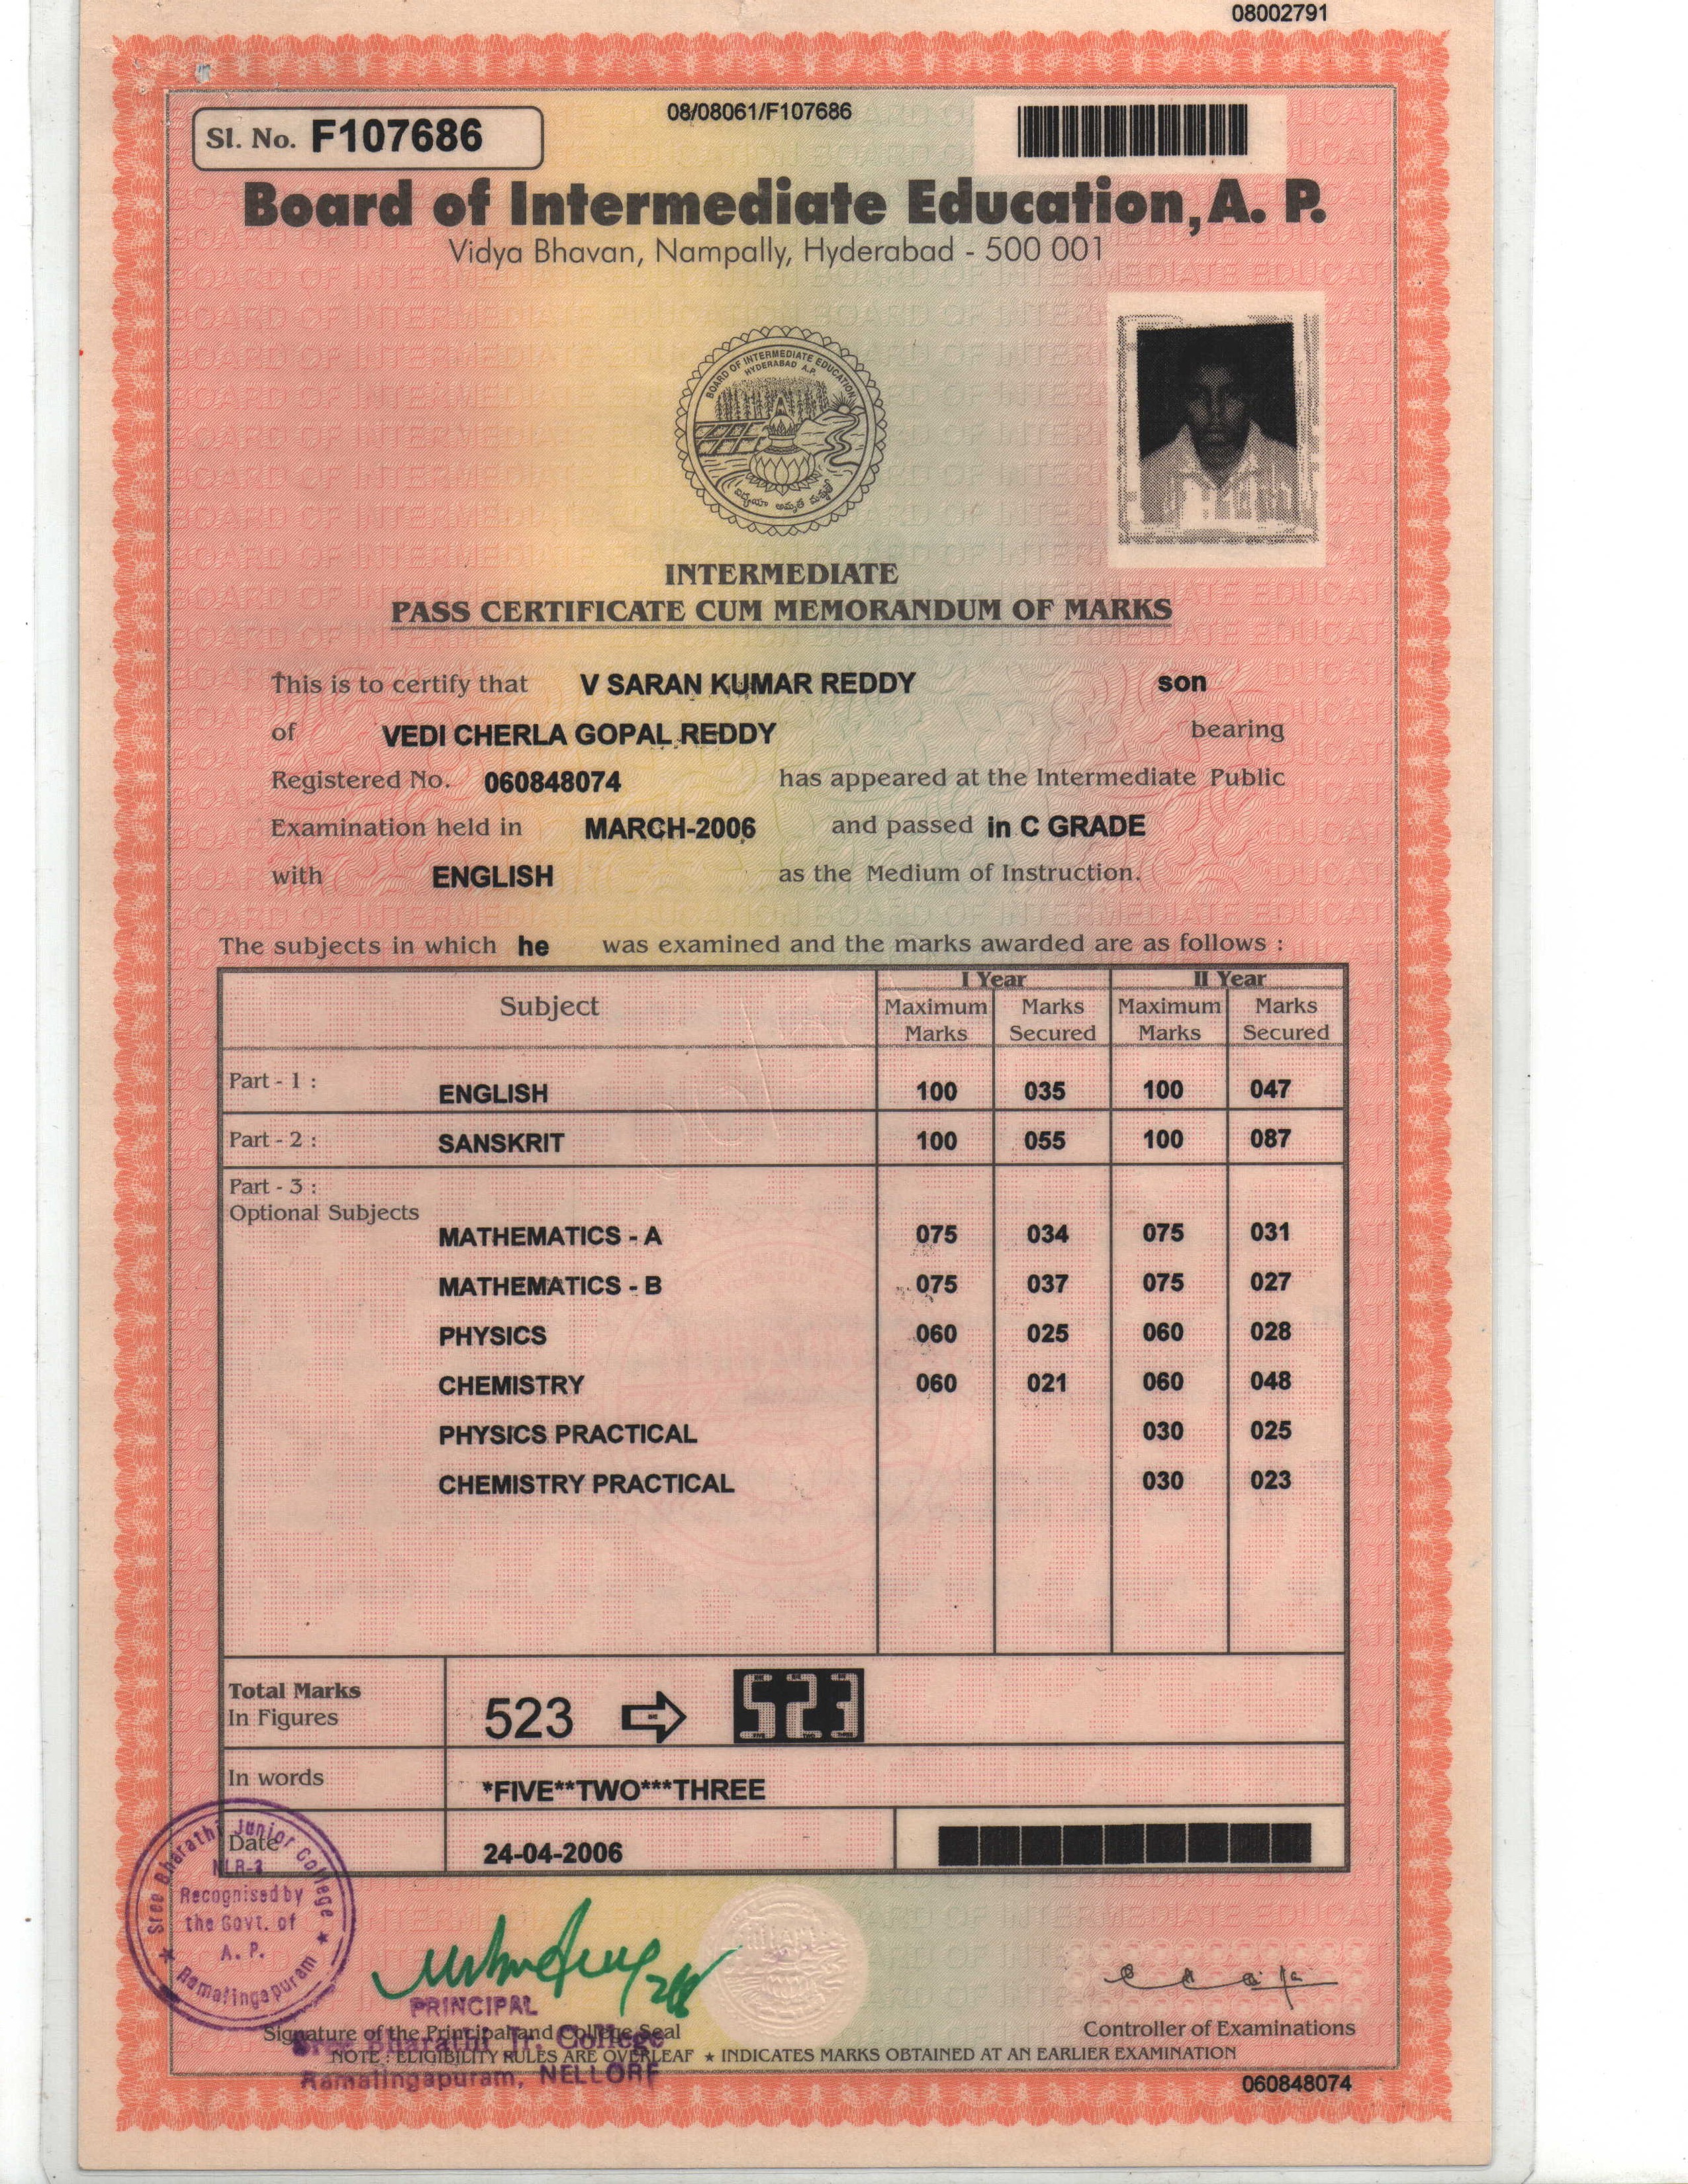 08002791
08/08061/F107686
Sl. No. F107686
Board of Intermediate Education, A. P.
Vidya Bhavan, Nampally, Hyderabad - 500 001
BOARD OF INTERMEDIATE EDUCATION
HYDERABAD A.P.
INTERMEDIATE
PASS CERTIFICATE CUM MEMORANDUM OF MARKS
This is to certify that V SARAN KUMAR REDDY son
of VEDI CHERLA GOPAL REDDY bearing
Registered No. 060848074 has appeared at the Intermediate Public
Examination held in MARCH-2006 and passed in C GRADE
with ENGLISH as the Medium of Instruction.
The subjects in which he was examined and the marks awarded are as follows :
I Year II Year
Subject Maximum Marks Marks Secured Maximum Marks Marks Secured
Part - 1 : ENGLISH 100 035 100 047
Part - 2 : SANSKRIT 100 055 100 087
Part - 3 :
Optional Subjects
MATHEMATICS - A 075 034 075 031
MATHEMATICS - B 075 037 075 027
PHYSICS 060 025 060 028
CHEMISTRY 060 021 060 048
PHYSICS PRACTICAL 030 025
CHEMISTRY PRACTICAL 030 023
Total Marks
In Figures 523 523
In words *FIVE**TWO***THREE
Date 24-04-2006
Sree Bharathi Junior College
NLR-3
Recognised by
the Govt. of
A. P.
Ramalingapuram
PRINCIPAL
Signature of the Principal and College Seal
Sree Bharathi Jr. College
Controller of Examinations
NOTE : ELIGIBILITY RULES ARE OVERLEAF ★ INDICATES MARKS OBTAINED AT AN EARLIER EXAMINATION
Ramalingapuram, NELLORE
060848074